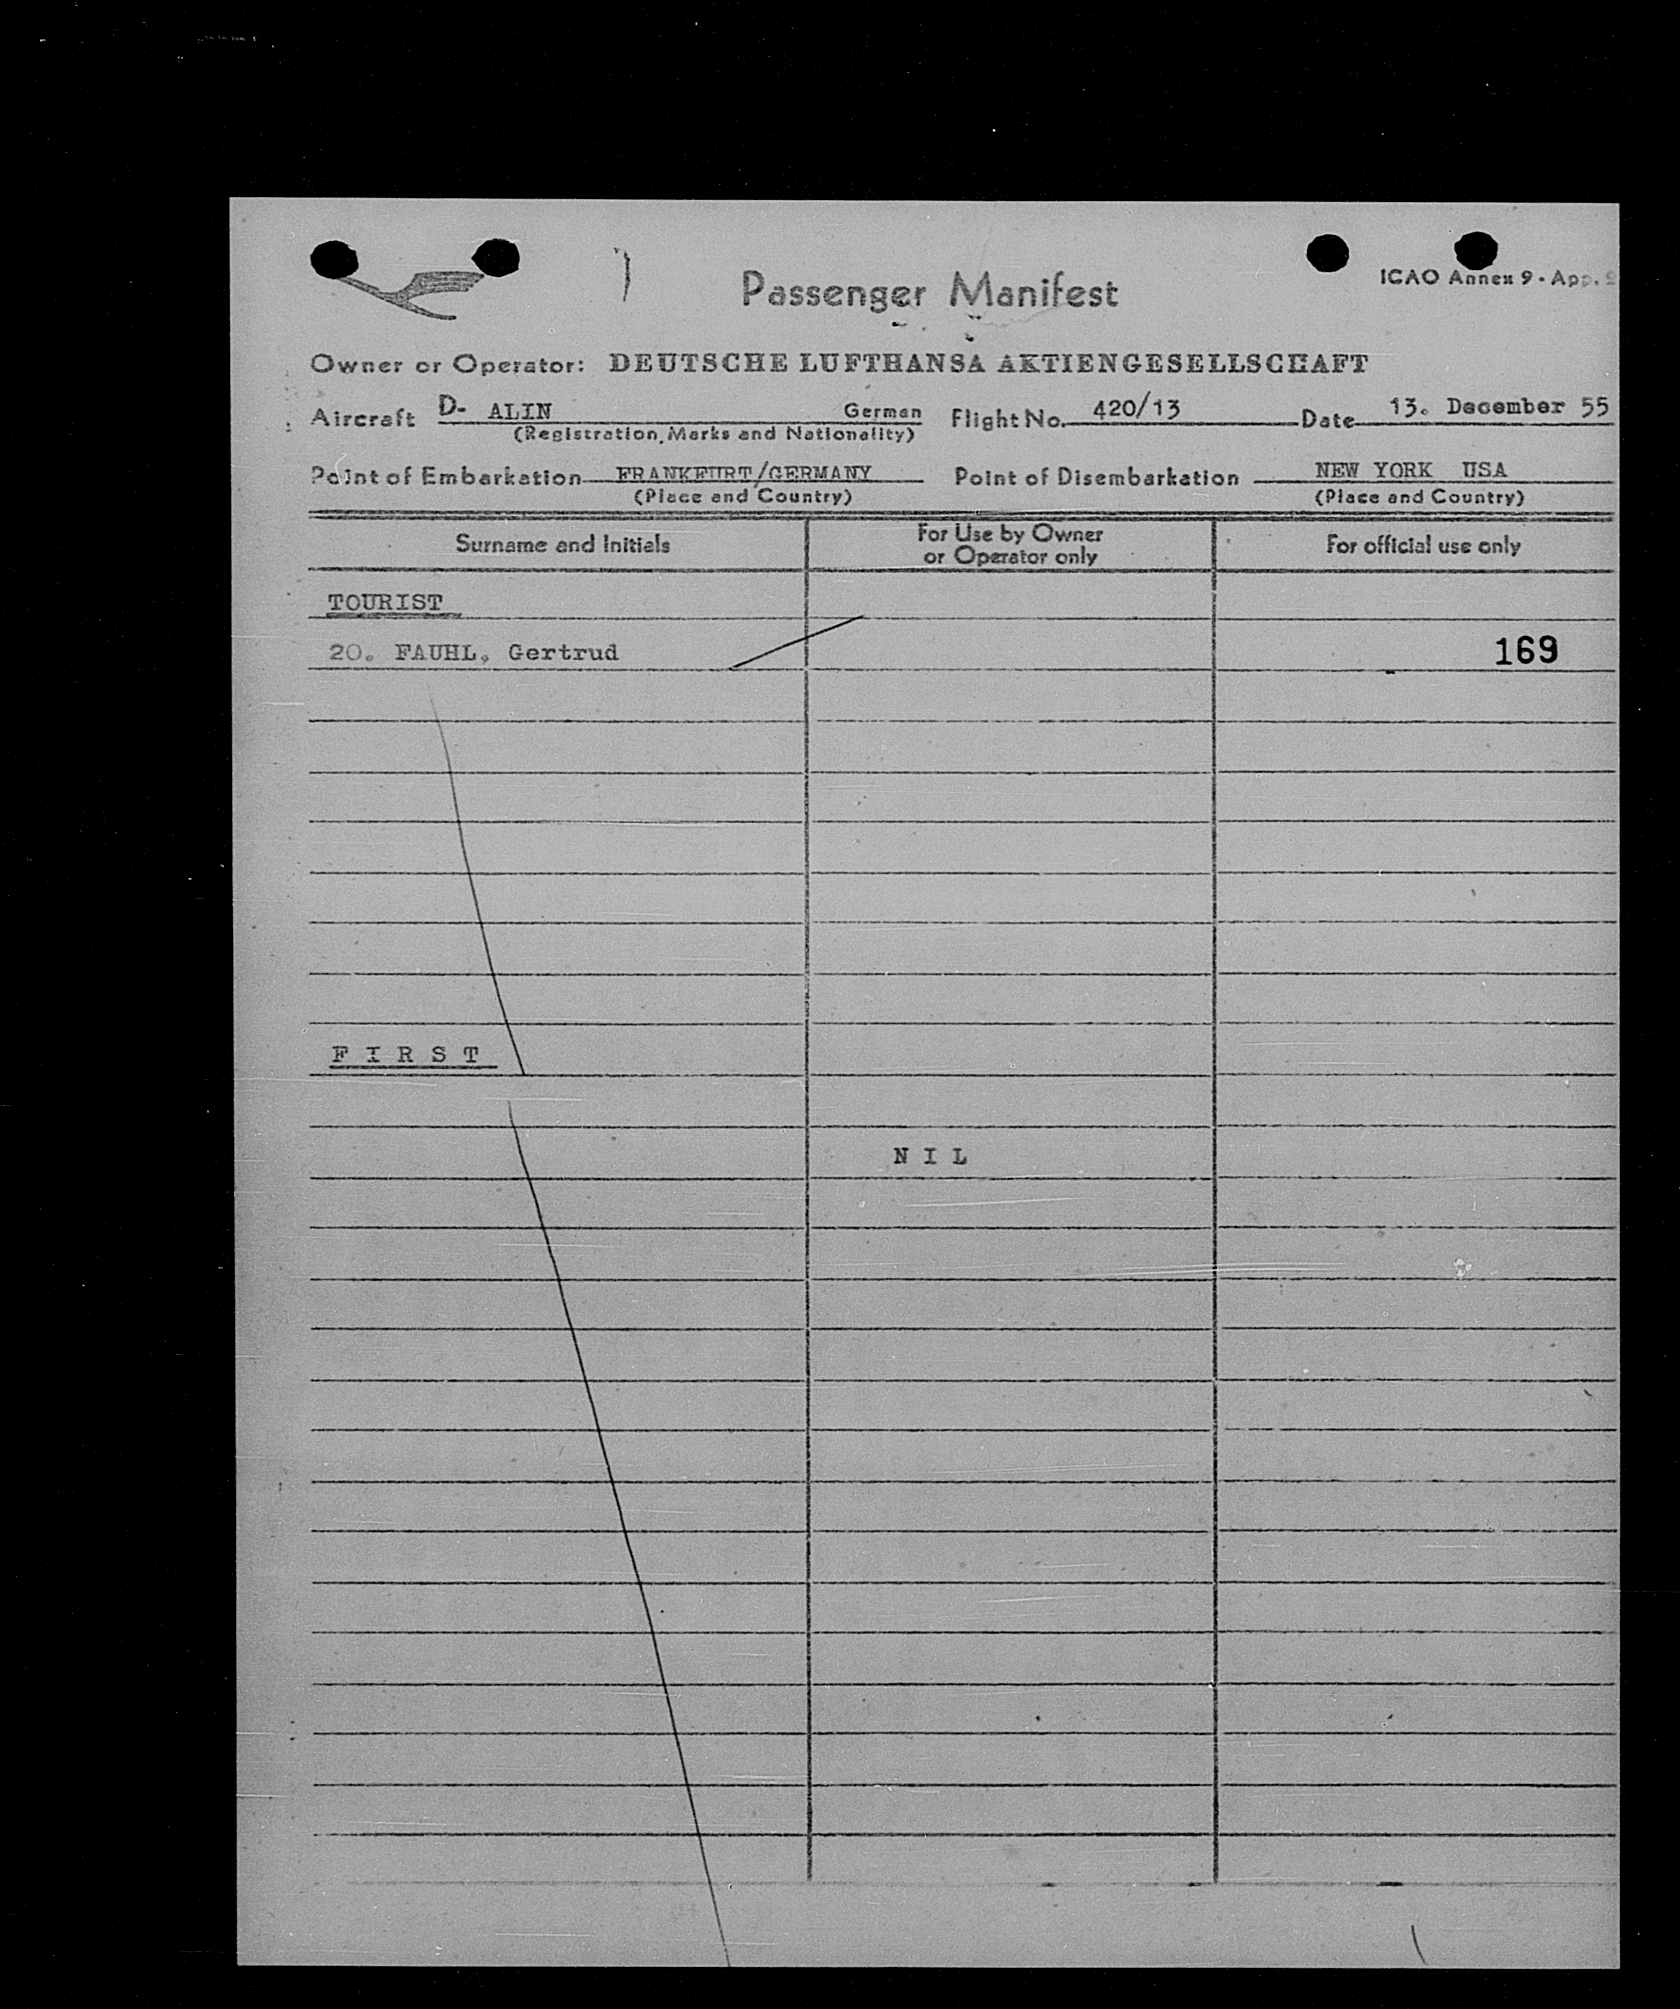 Passenger Manifest
ICAO Annex 9 - App.
Owner or Operator: DEUTSCHE LUFTHANSA AKTIENGESELLSCHAFT
Aircraft D- ALIN German Flight No. 420/13 Date 13. December 55
(Registration, Marks and Nationality)
Point of Embarkation FRANKFURT/GERMANY Point of Disembarkation NEW YORK USA
(Place and Country) (Place and Country)
Surname and Initials For Use by Owner or Operator only For official use only
TOURIST
20. FAUHL, Gertrud 169
F I R S T
N I L